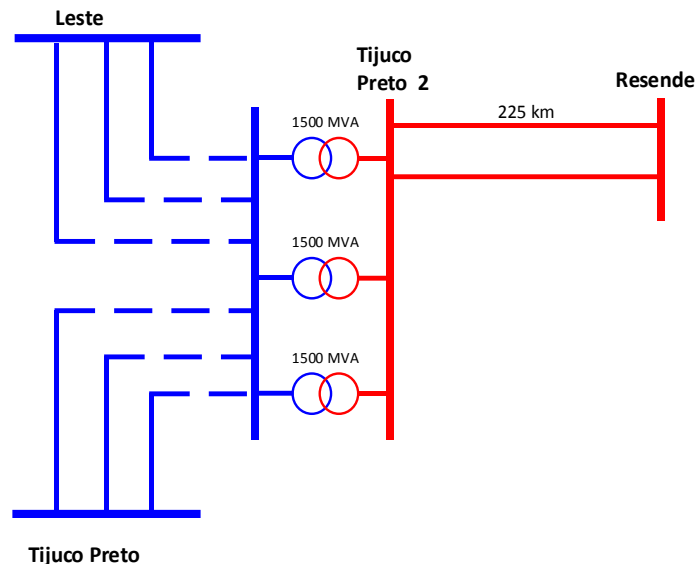 Leste
Tijuco
Preto 2
Resende
1500 MVA
225 km
1500 MVA
1500 MVA
Tijuco Preto